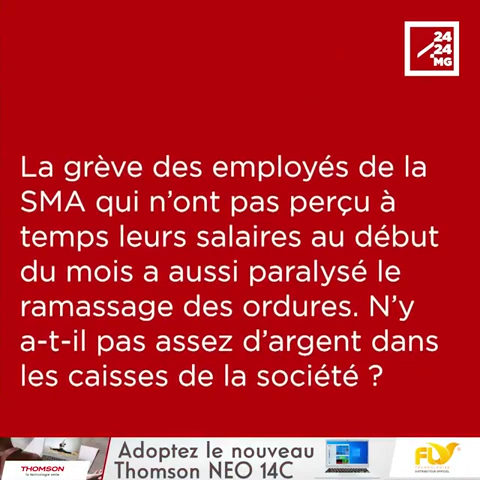 24
24
.MG
La grève des employés de la
SMA qui n’ont pas perçu à
temps leurs salaires au début
du mois a aussi paralysé le
ramassage des ordures. N’y
a-t-il pas assez d’argent dans
les caisses de la société ?
THOMSON
Adoptez le nouveau
Thomson NEO 14C
FLY
TECHNOLOGIES